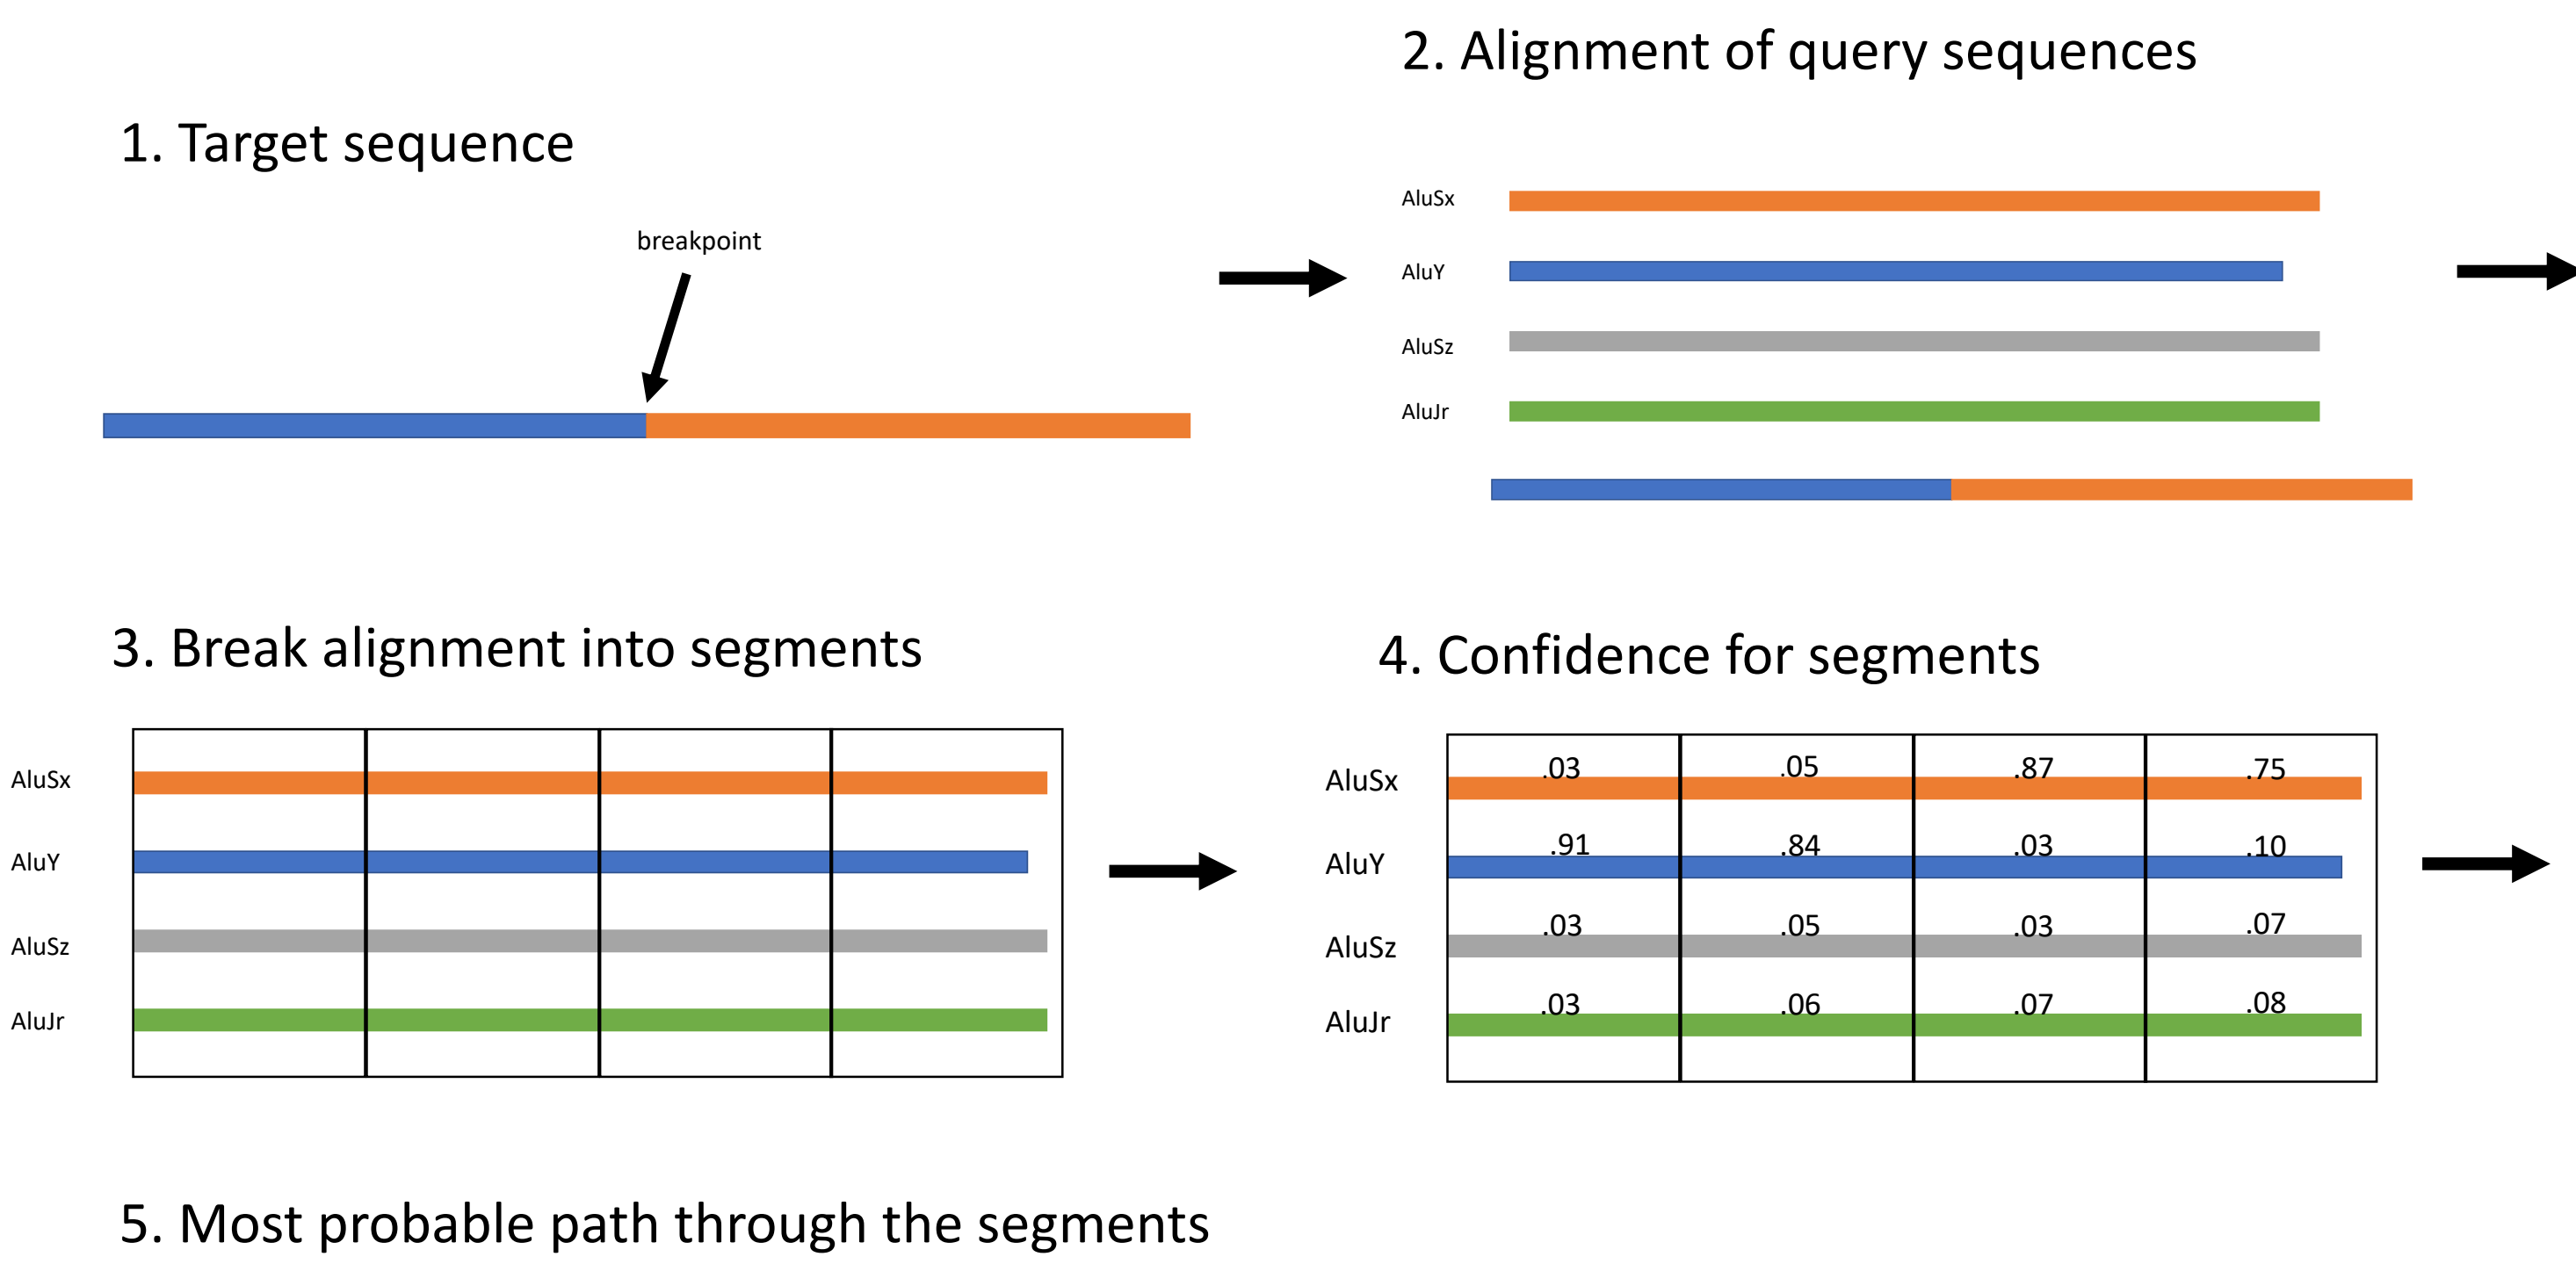 1. Target sequence
breakpoint
2. Alignment of query sequences
AluSx
AluY
AluSz
AluJr
3. Break alignment into segments
AluSx
AluY
AluSz
AluJr
4. Confidence for segments
AluSx .03 .05 .87 .75
AluY .91 .84 .03 .10
AluSz .03 .05 .03 .07
AluJr .03 .06 .07 .08
5. Most probable path through the segments